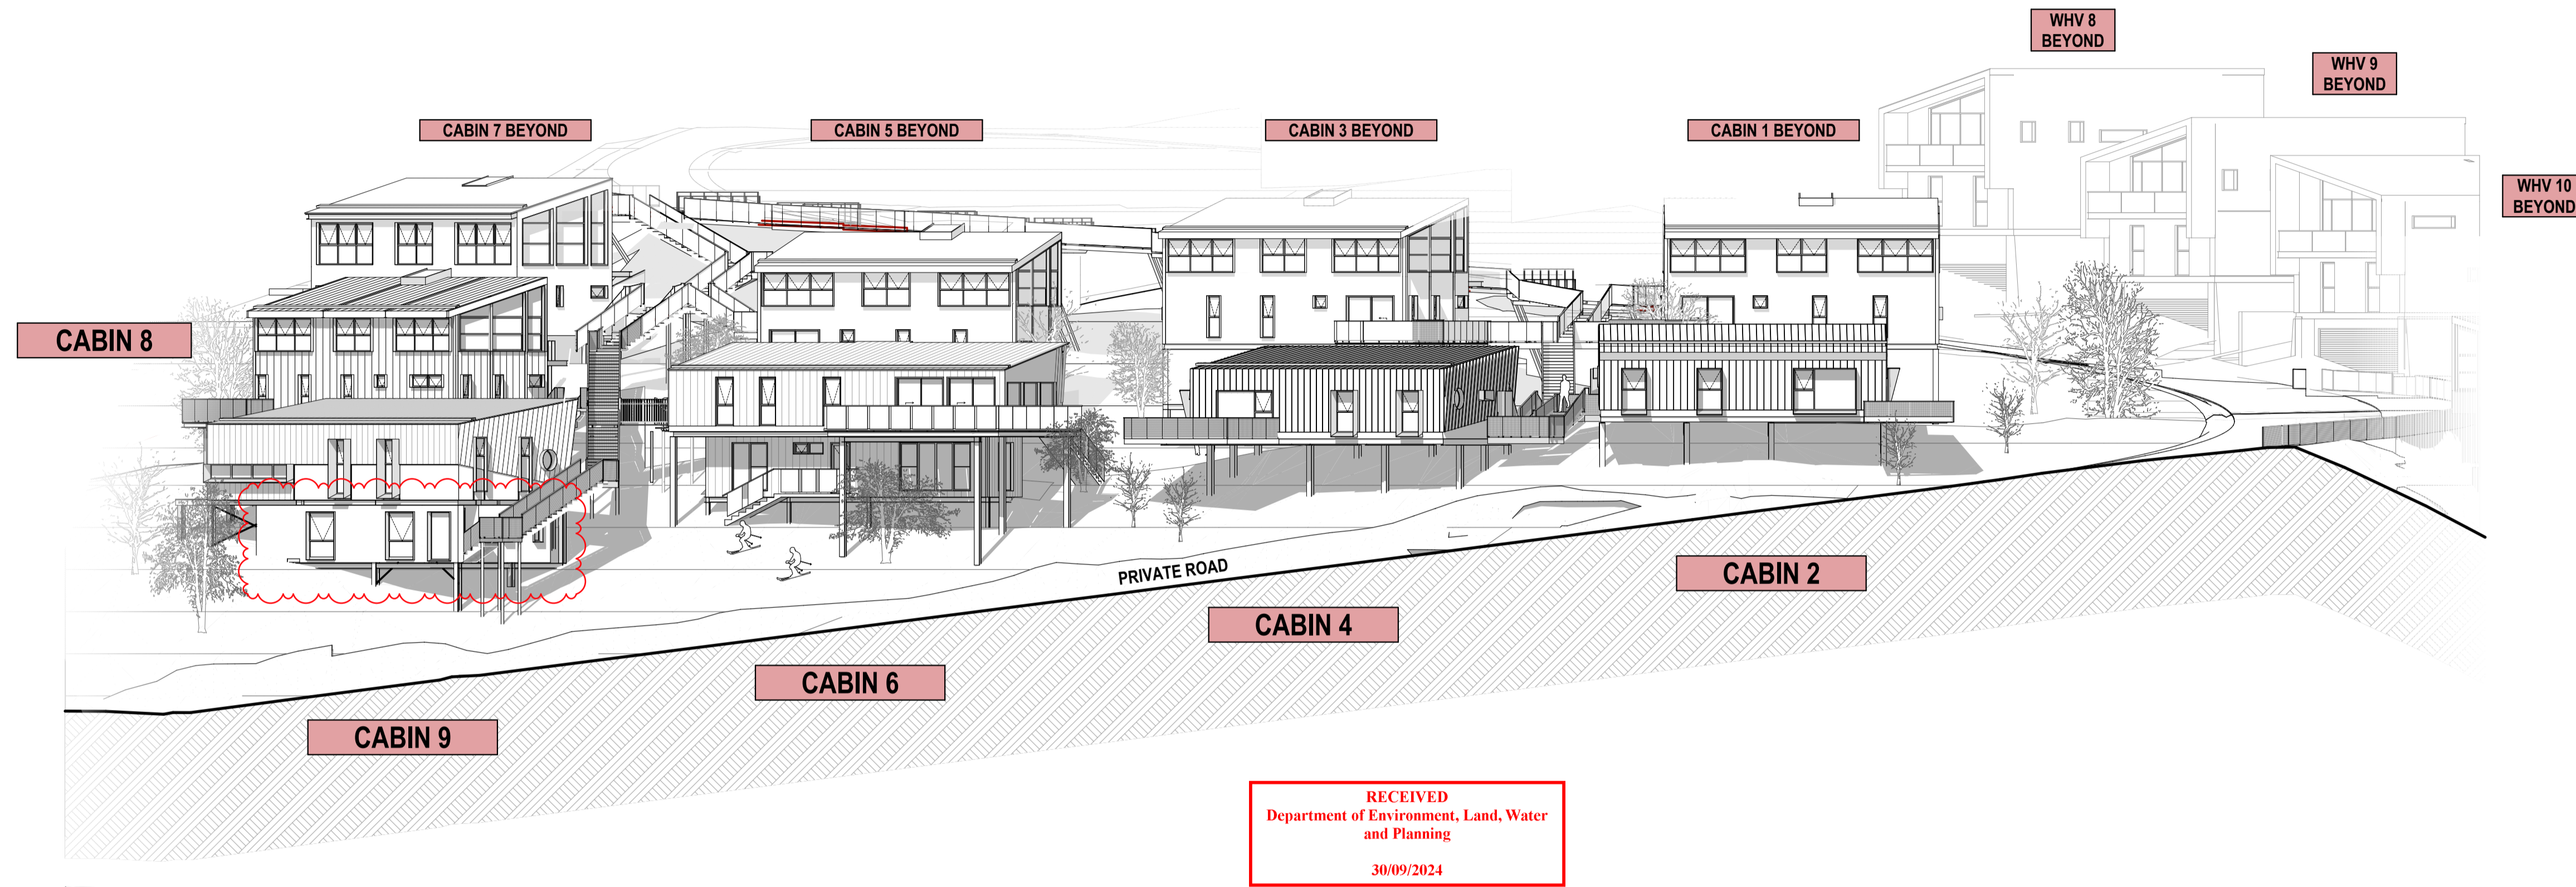 WHV 8
BEYOND
WHV 9
BEYOND
CABIN 7 BEYOND
CABIN 5 BEYOND
CABIN 3 BEYOND
CABIN 1 BEYOND
WHV 10
BEYOND
CABIN 8
PRIVATE ROAD
CABIN 2
CABIN 4
CABIN 6
CABIN 9
RECEIVED
Department of Environment, Land, Water
and Planning
30/09/2024